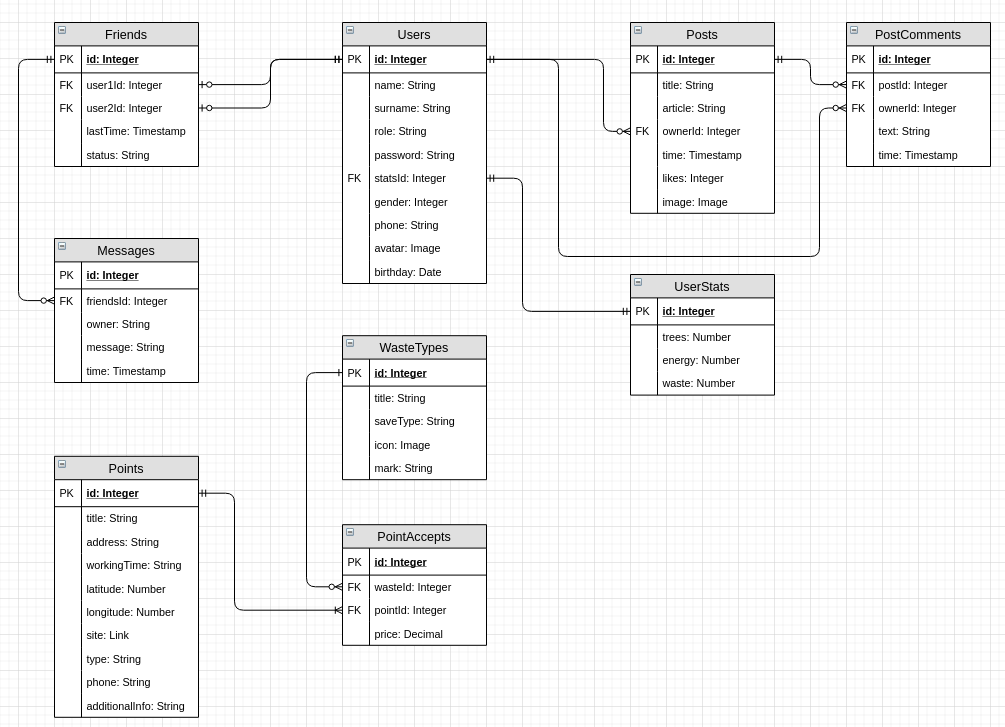 Friends
PK id: Integer
FK user1Id: Integer
FK user2Id: Integer
lastTime: Timestamp
status: String
Users
PK id: Integer
name: String
surname: String
role: String
password: String
FK statsId: Integer
gender: Integer
phone: String
avatar: Image
birthday: Date
Posts
PK id: Integer
title: String
article: String
FK ownerId: Integer
time: Timestamp
likes: Integer
image: Image
PostComments
PK id: Integer
FK postId: Integer
FK ownerId: Integer
text: String
time: Timestamp
Messages
PK id: Integer
FK friendsId: Integer
owner: String
message: String
time: Timestamp
UserStats
PK id: Integer
trees: Number
energy: Number
waste: Number
WasteTypes
PK id: Integer
title: String
saveType: String
icon: Image
mark: String
Points
PK id: Integer
title: String
address: String
workingTime: String
latitude: Number
longitude: Number
site: Link
type: String
phone: String
additionalInfo: String
PointAccepts
PK id: Integer
FK wasteId: Integer
FK pointId: Integer
price: Decimal